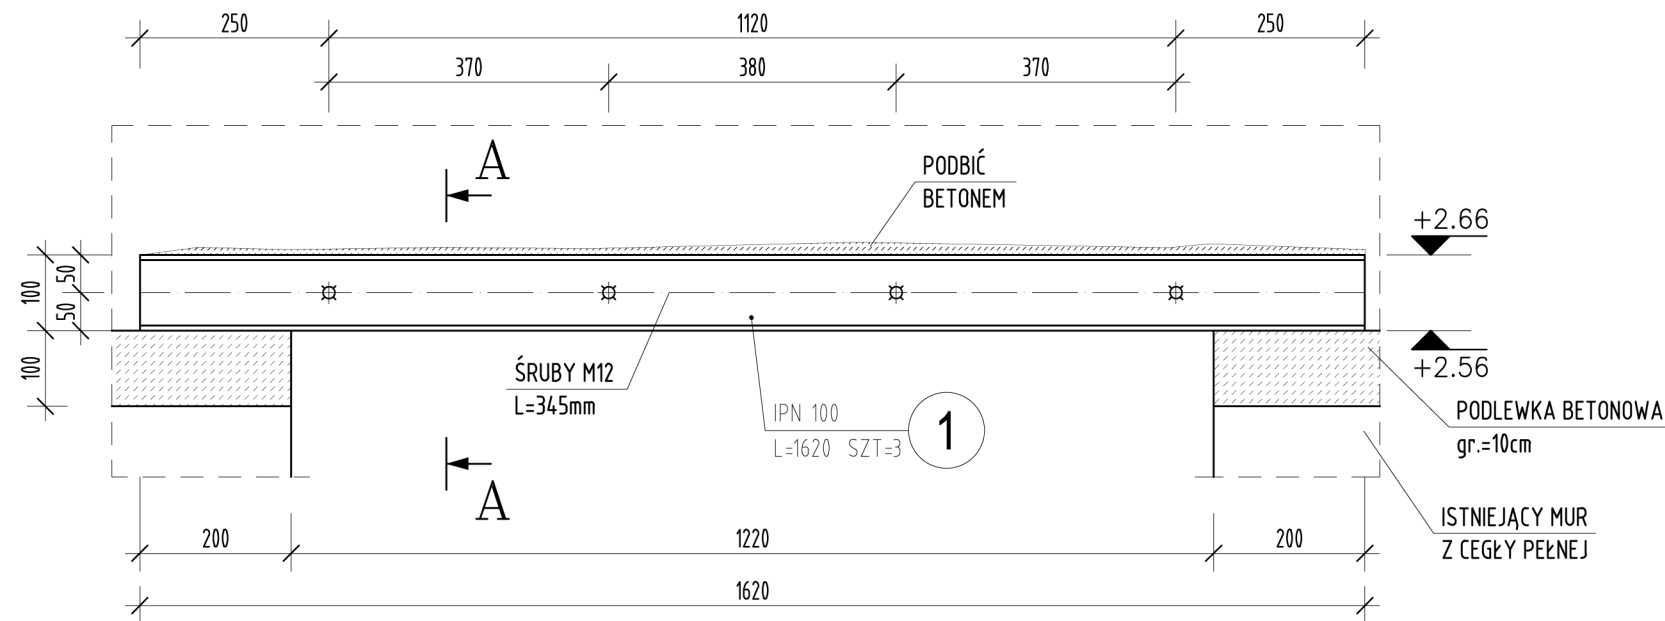 250
1120
250
370
380
370
A
PODBIĆ
BETONEM
+2.66
100
50
50
100
+2.56
ŚRUBY M12
L=345mm
IPN 100
L=1620 SZT=3
1
PODLEWKA BETONOWA
gr.=10cm
A
ISTNIEJĄCY MUR
Z CEGŁY PEŁNEJ
200
1220
200
1620